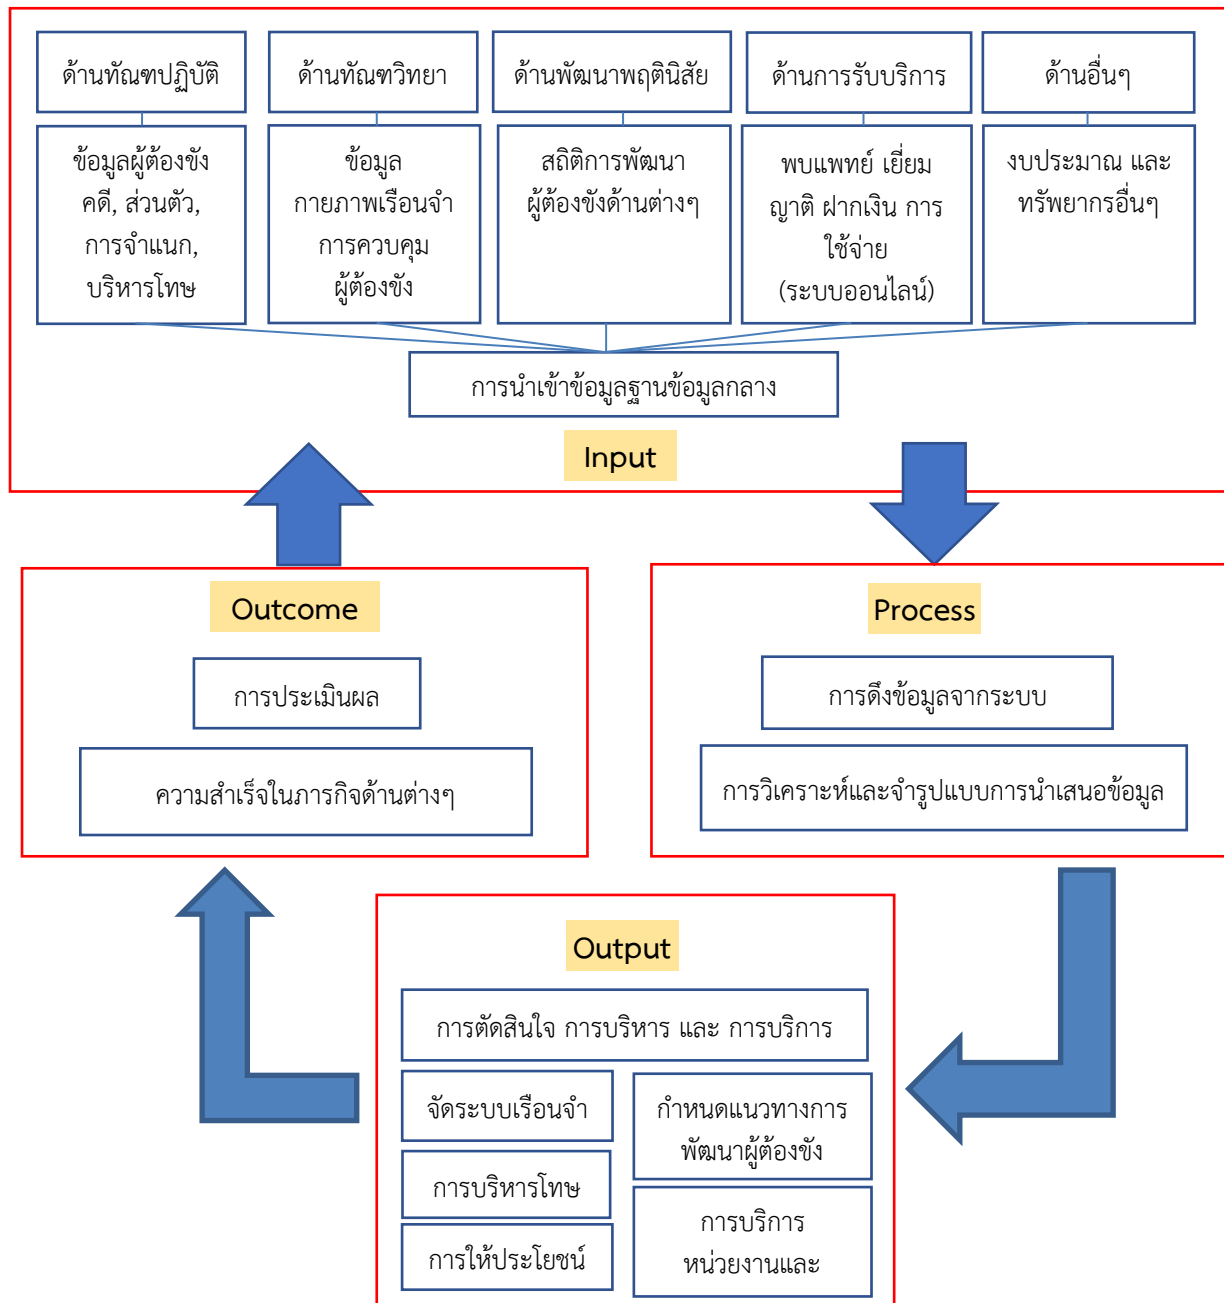 ด้านทัณฑปฏิบัติ
ด้านทัณฑวิทยา
ด้านพัฒนาพฤตินิสัย
ด้านการรับบริการ
ด้านอื่นๆ
ข้อมูลผู้ต้องขัง
คดี, ส่วนตัว,
การจำแนก,
บริหารโทษ
ข้อมูล
กายภาพเรือนจำ
การควบคุม
ผู้ต้องขัง
สถิติการพัฒนา
ผู้ต้องขังด้านต่างๆ
พบแพทย์ เยี่ยม
ญาติ ฝากเงิน การ
ใช้จ่าย
(ระบบออนไลน์)
งบประมาณ และ
ทรัพยากรอื่นๆ
การนำเข้าข้อมูลฐานข้อมูลกลาง
Input
Outcome
การประเมินผล
ความสำเร็จในภารกิจด้านต่างๆ
Process
การดึงข้อมูลจากระบบ
การวิเคราะห์และจำรูปแบบการนำเสนอข้อมูล
Output
การตัดสินใจ การบริหาร และ การบริการ
จัดระบบเรือนจำ
การบริหารโทษ
การให้ประโยชน์
กำหนดแนวทางการ
พัฒนาผู้ต้องขัง
การบริการ
หน่วยงานและ